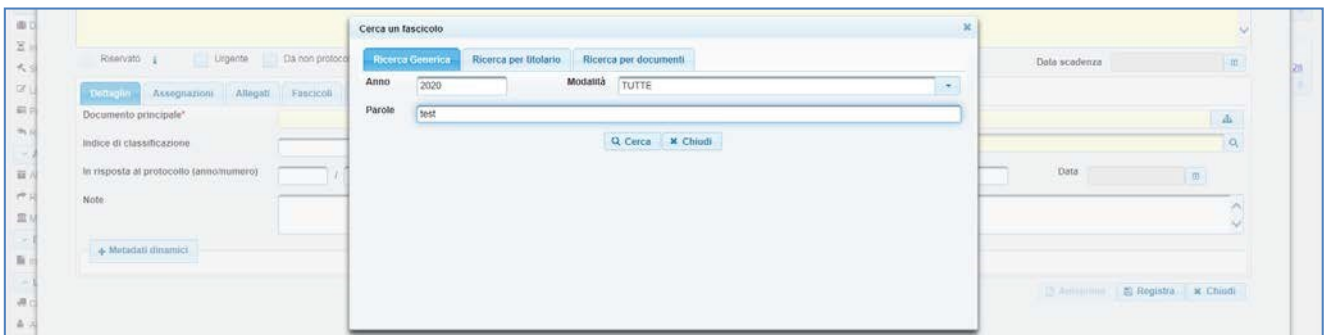 Cerca un fascicolo
Riservato Urgente Da non protoco
Ricerca Generica Ricerca per titolario Ricerca per documenti
Data scadenza
Anno 2020 Modalità TUTTE
Dettaglio Assegnazioni Allegati Fascicoli
Parole test
Documento principale*
Cerca Chiudi
Indice di classificazione
In risposta al protocollo (anno/numero) /
Data
Note
+ Metadati dinamici
Anteprima Registra Chiudi